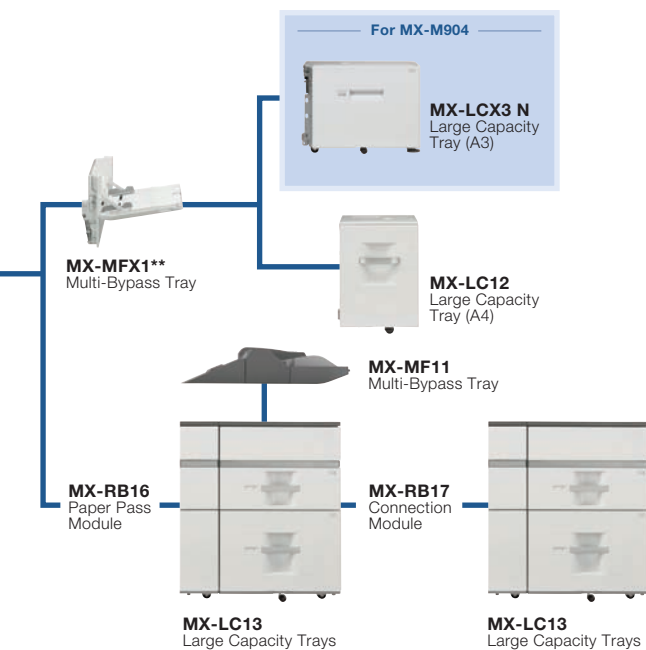 For MX-M904
MX-LCX3 N
Large Capacity
Tray (A3)
MX-MFX1**
Multi-Bypass Tray
MX-LC12
Large Capacity
Tray (A4)
MX-MF11
Multi-Bypass Tray
MX-RB16
Paper Pass
Module
MX-RB17
Connection
Module
MX-LC13
Large Capacity Trays
MX-LC13
Large Capacity Trays